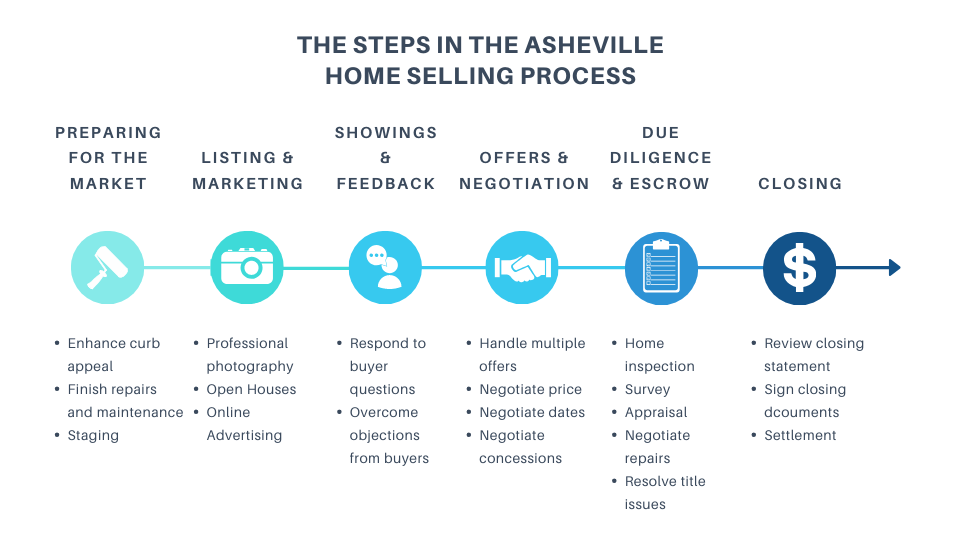 THE STEPS IN THE ASHEVILLE
HOME SELLING PROCESS
PREPARING
FOR THE
MARKET
LISTING &
MARKETING
SHOWINGS
&
FEEDBACK
OFFERS &
NEGOTIATION
DUE
DILIGENCE
& ESCROW
CLOSING
$
• Enhance curb
appeal
• Finish repairs
and maintenance
• Staging
• Professional
photography
• Open Houses
• Online
Advertising
• Respond to
buyer
questions
• Overcome
objections
from buyers
• Handle multiple
offers
• Negotiate price
• Negotiate dates
• Negotiate
concessions
• Home
inspection
• Survey
• Appraisal
• Negotiate
repairs
• Resolve title
issues
• Review closing
statement
• Sign closing
dcouments
• Settlement